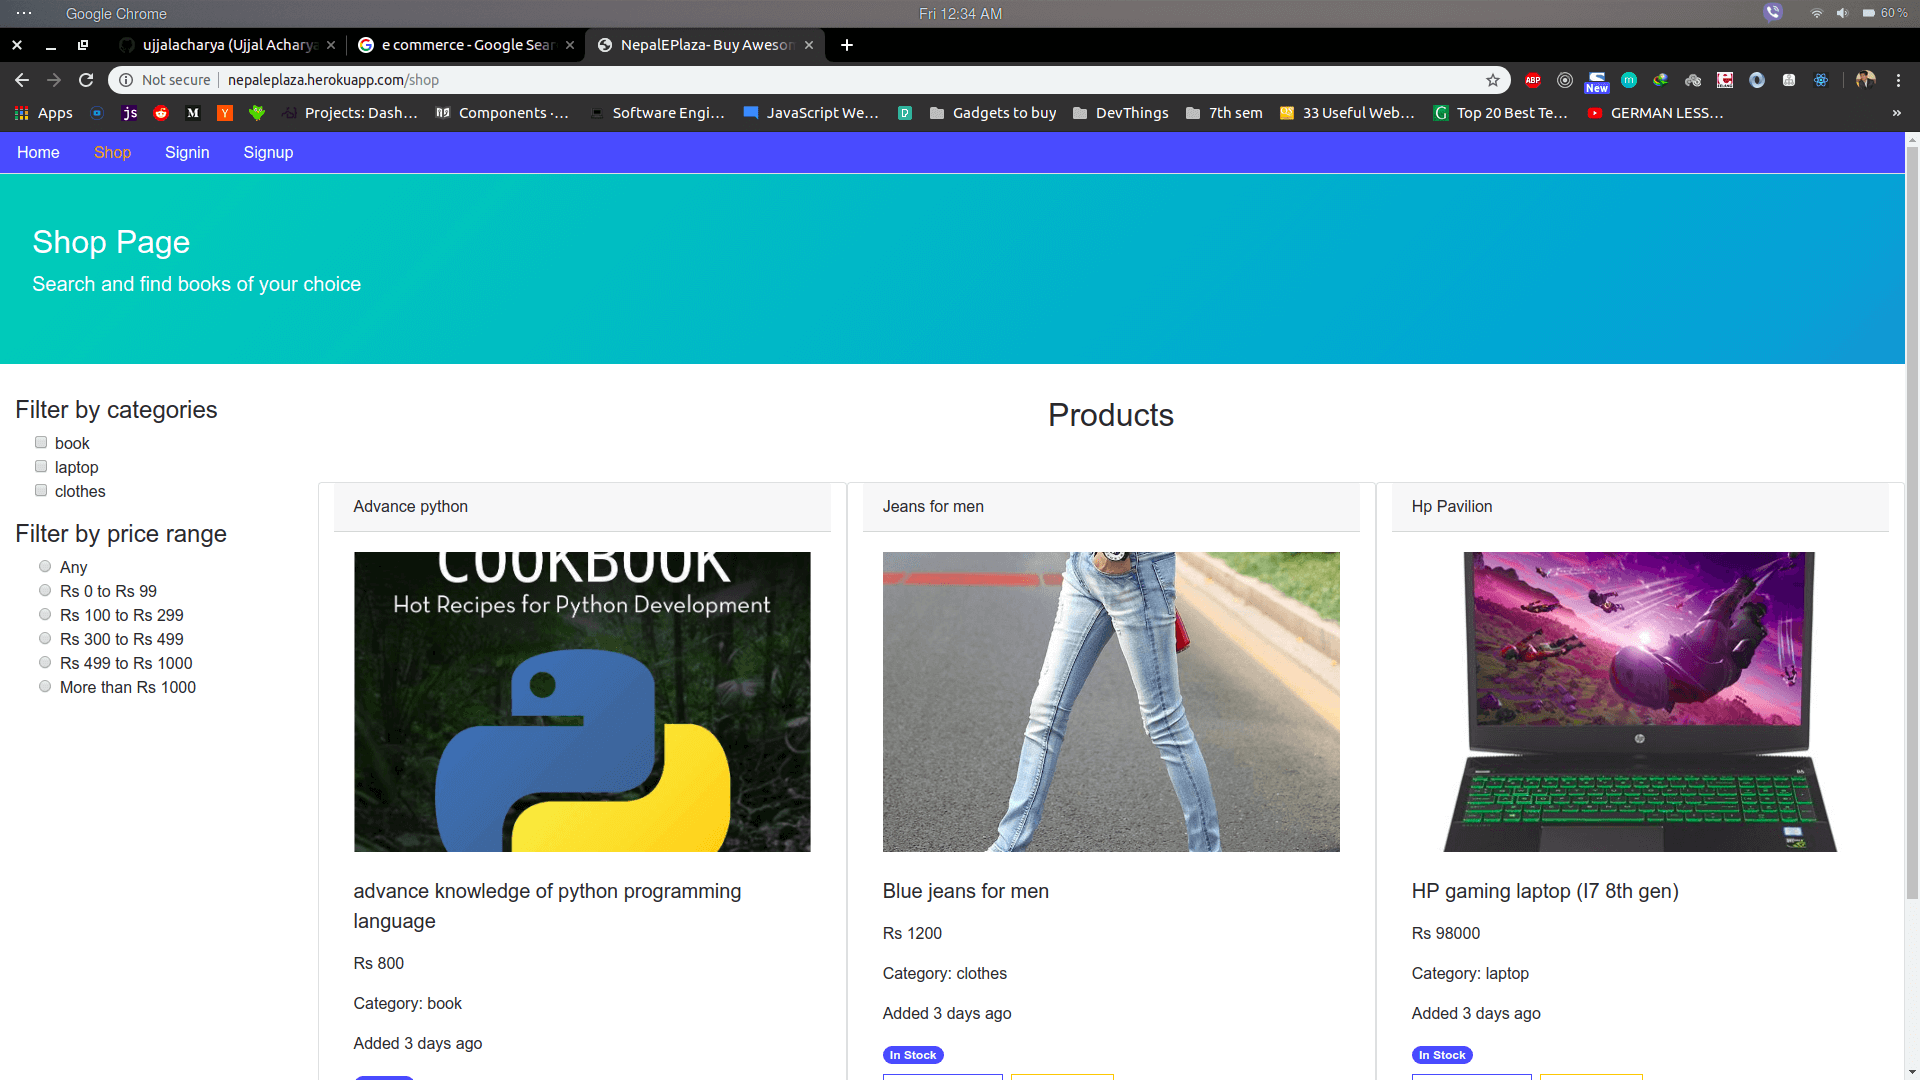 Google Chrome
Fri 12:34 AM
60 %
ujjalacharya (Ujjal Acharya
e commerce - Google Sear
NepalEPlaza- Buy Awesom
Not secure
nepaleplaza.herokuapp.com/shop
ABP
New
Apps
js
M
Y
Projects: Dash…
Components ·…
Software Engi…
JavaScript We…
Gadgets to buy
DevThings
7th sem
33 Useful Web…
G
Top 20 Best Te…
GERMAN LESS…
»
Home
Shop
Signin
Signup
Shop Page
Search and find books of your choice
Filter by categories
book
laptop
clothes
Filter by price range
Any
Rs 0 to Rs 99
Rs 100 to Rs 299
Rs 300 to Rs 499
Rs 499 to Rs 1000
More than Rs 1000
Products
Advance python
COOKBOOK
Hot Recipes for Python Development
advance knowledge of python programming
language
Rs 800
Category: book
Added 3 days ago
Jeans for men
Blue jeans for men
Rs 1200
Category: clothes
Added 3 days ago
In Stock
Hp Pavilion
hp
HP gaming laptop (I7 8th gen)
Rs 98000
Category: laptop
Added 3 days ago
In Stock